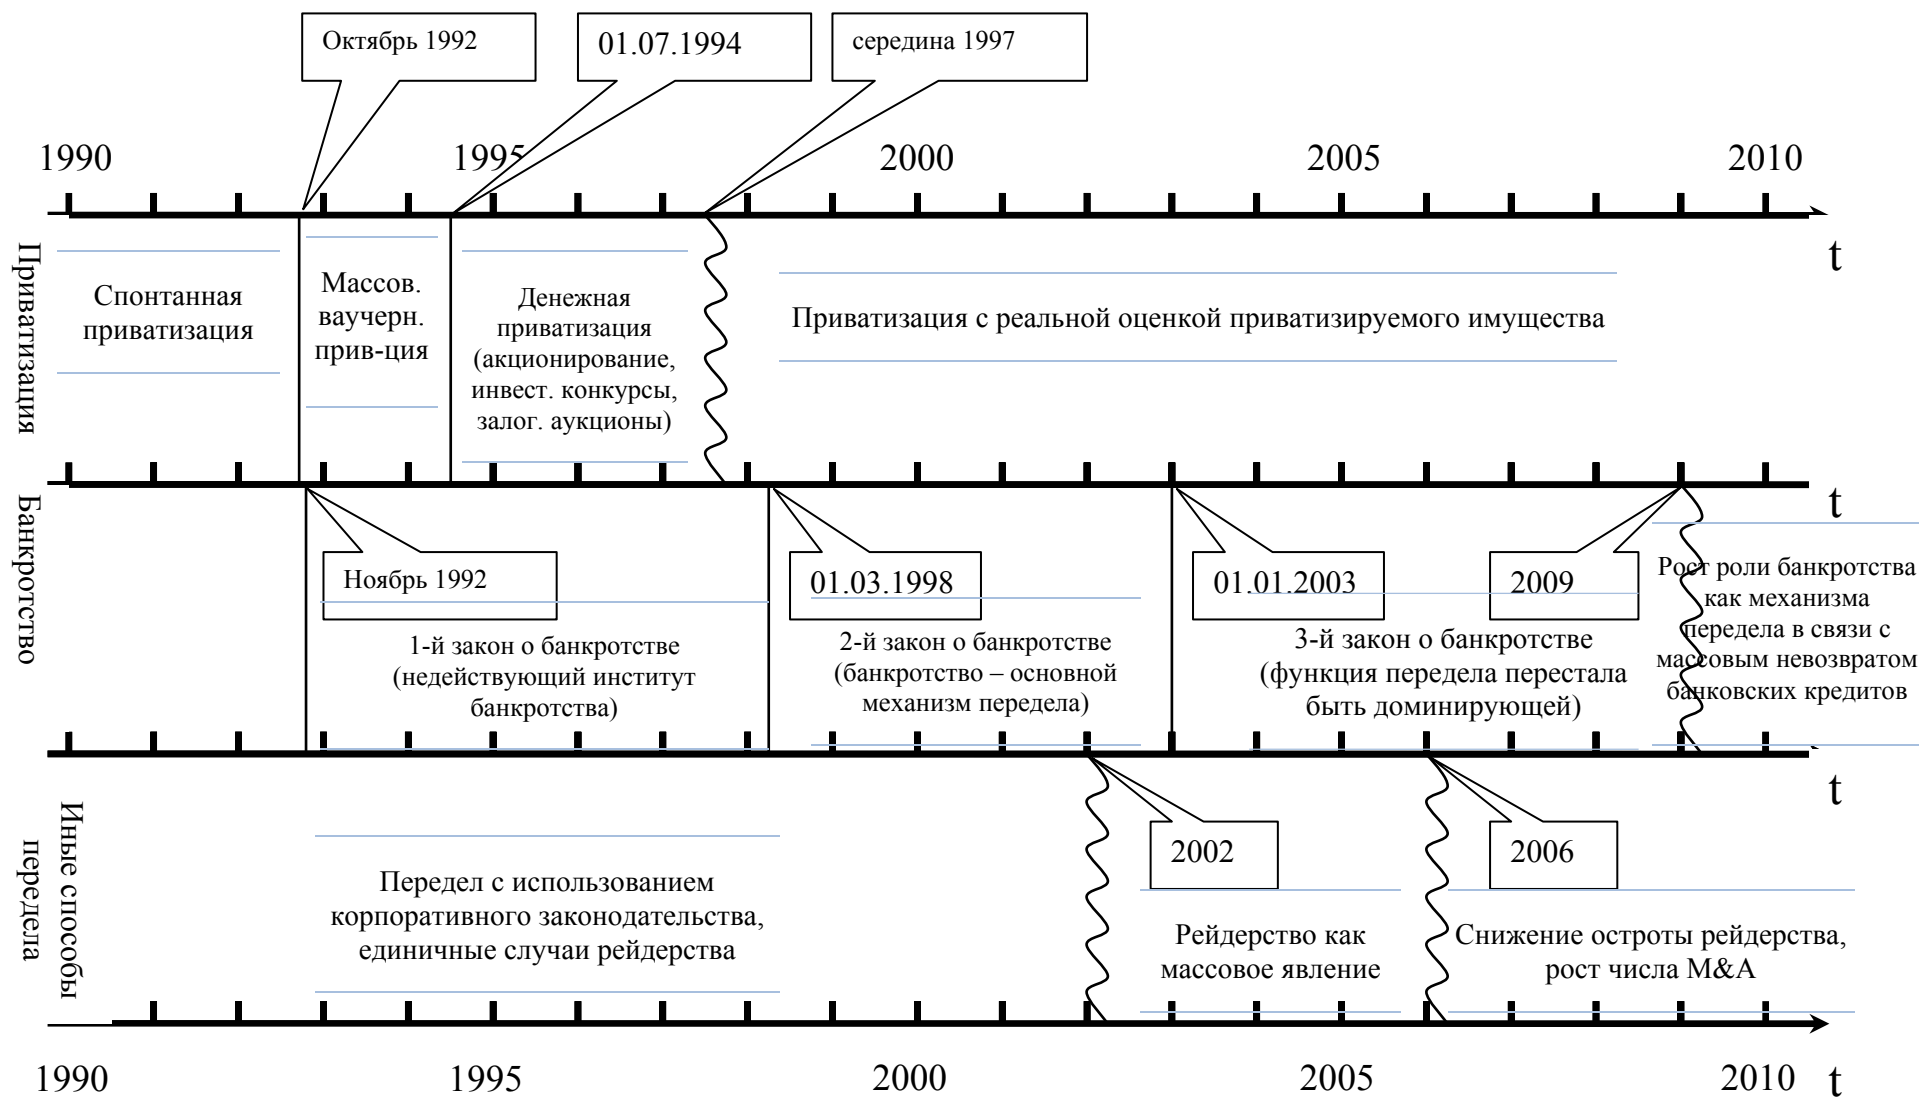 Октябрь 1992
01.07.1994
середина 1997
1990
1995
2000
2005
2010
t
Приватизация
Спонтанная
приватизация
Массов.
ваучерн.
прив-ция
Денежная
приватизация
(акционирование,
инвест. конкурсы,
залог. аукционы)
Приватизация с реальной оценкой приватизируемого имущества
t
Банкротство
Ноябрь 1992
1-й закон о банкротстве
(недействующий институт
банкротства)
01.03.1998
2-й закон о банкротстве
(банкротство – основной
механизм передела)
01.01.2003
3-й закон о банкротстве
(функция передела перестала
быть доминирующей)
2009
Рост роли банкротства
как механизма
передела в связи с
массовым невозвратом
банковских кредитов
t
Иные способы
передела
Передел с использованием
корпоративного законодательства,
единичные случаи рейдерства
2002
Рейдерство как
массовое явление
2006
Снижение остроты рейдерства,
рост числа M&A
1990
1995
2000
2005
2010
t